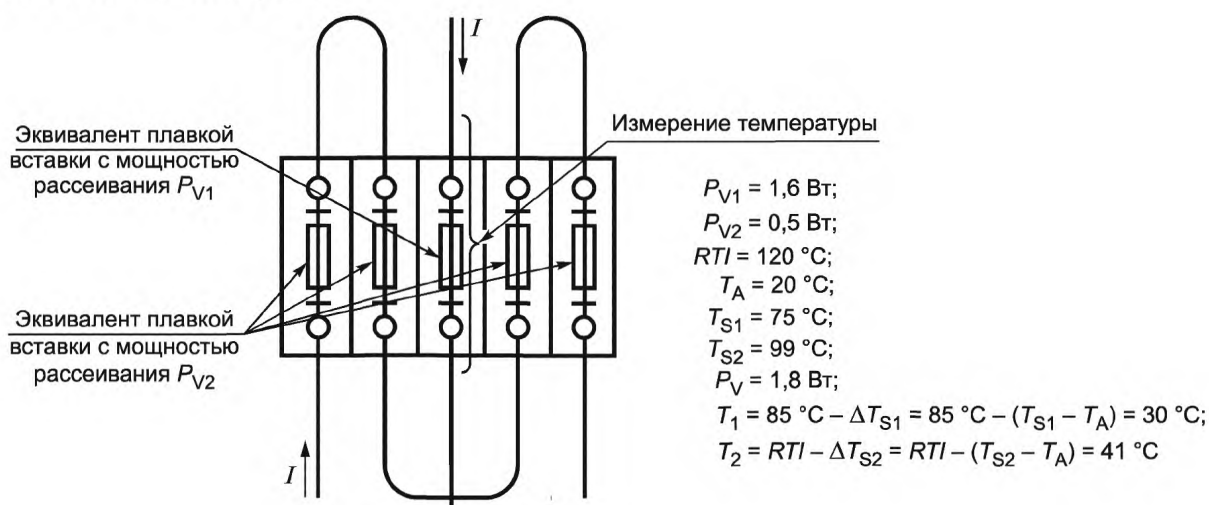 I
Эквивалент плавкой
вставки с мощностью
рассеивания P_V1
Измерение температуры
P_V1 = 1,6 Вт;
P_V2 = 0,5 Вт;
RTI = 120 °C;
T_A = 20 °C;
T_S1 = 75 °C;
T_S2 = 99 °C;
P_V = 1,8 Вт;
T_1 = 85 °C – ΔT_S1 = 85 °C – (T_S1 – T_A) = 30 °C;
T_2 = RTI – ΔT_S2 = RTI – (T_S2 – T_A) = 41 °C
Эквивалент плавкой
вставки с мощностью
рассеивания P_V2
I